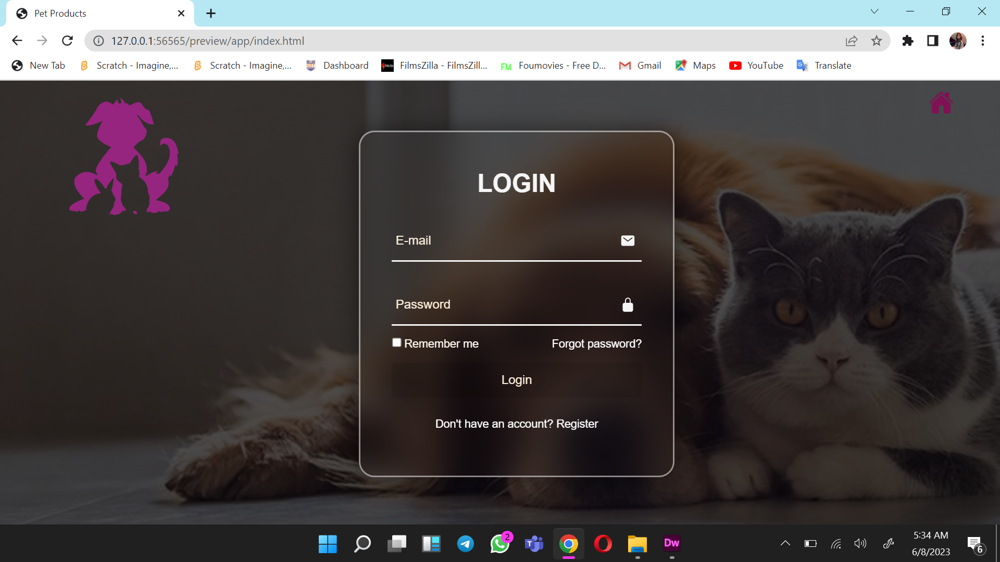 Pet Products
127.0.0.1:56565/preview/app/index.html
New Tab Scratch - Imagine,... Scratch - Imagine,... Dashboard FilmsZilla - FilmsZill... FM Foumovies - Free D... Gmail Maps YouTube Translate
LOGIN
E-mail
Password
Remember me Forgot password?
Login
Don't have an account? Register
2
T
Dw
5:34 AM
6/8/2023
6